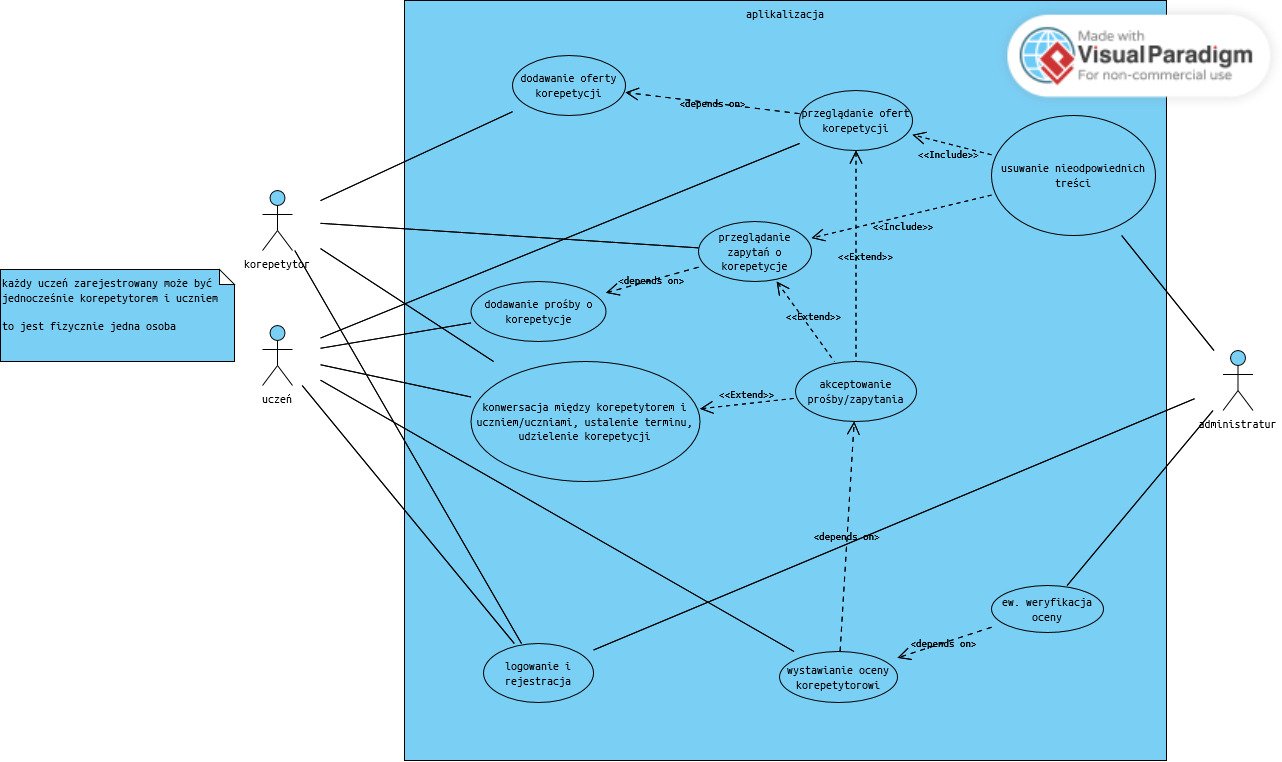 aplikalizacja
Made with
Visual Paradigm
For non-commercial use
dodawanie oferty
korepetycji
<depends on>
przeglądanie ofert
korepetycji
<<Include>>
usuwanie nieodpowiednich
treści
korepetytor
przeglądanie
zapytań o
korepetycje
<<Include>>
<<Extend>>
każdy uczeń zarejestrowany może być
jednocześnie korepetytorem i uczniem
to jest fizycznie jedna osoba
<depends on>
dodawanie prośby o
korepetycje
<<Extend>>
uczeń
konwersacja między korepetytorem i
uczniem/uczniami, ustalenie terminu,
udzielenie korepetycji
<<Extend>>
akceptowanie
prośby/zapytania
administratur
<depends on>
ew. weryfikacja
oceny
<depends on>
logowanie i
rejestracja
wystawianie oceny
korepetytorowi